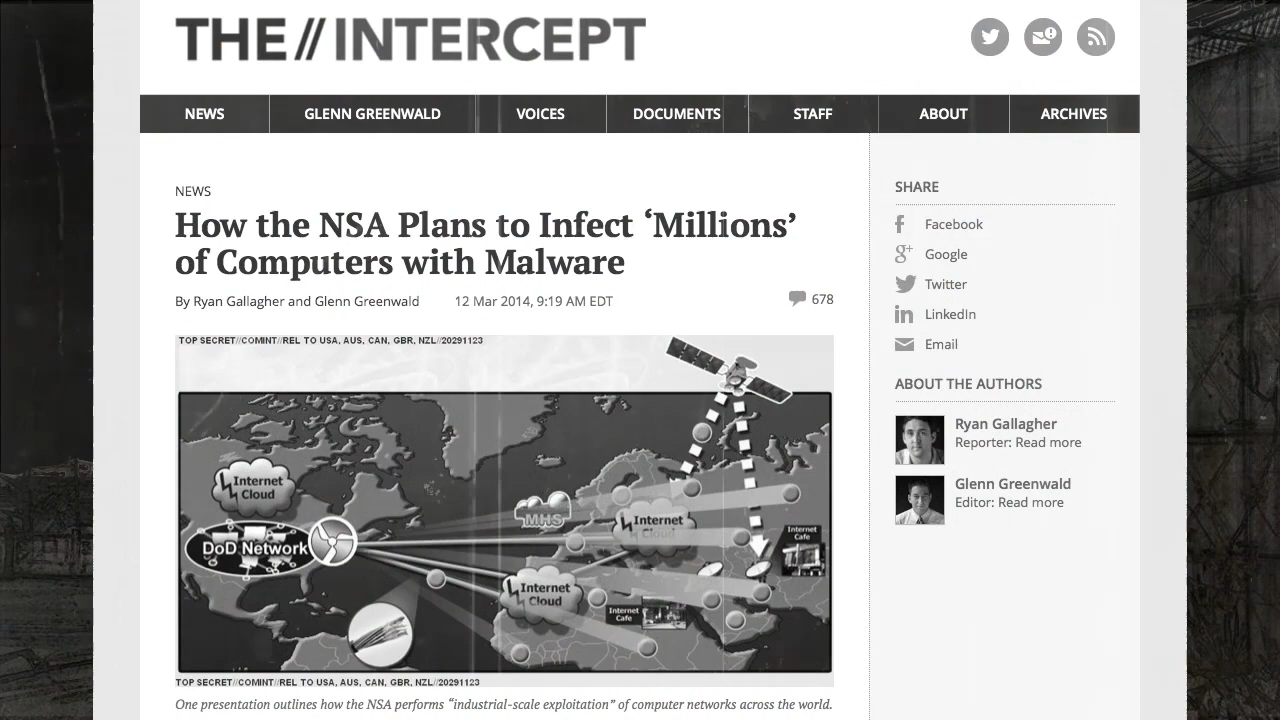 THE // INTERCEPT
NEWS
GLENN GREENWALD
VOICES
DOCUMENTS
STAFF
ABOUT
ARCHIVES
NEWS
How the NSA Plans to Infect ‘Millions’
of Computers with Malware
By Ryan Gallagher and Glenn Greenwald
12 Mar 2014, 9:19 AM EDT
678
TOP SECRET//COMINT//REL TO USA, AUS, CAN, GBR, NZL//20291123
Internet
Cloud
DoD Network
MHS
Internet
Cloud
Internet
Cafe
Internet
Cloud
Internet
Cafe
TOP SECRET//COMINT//REL TO USA, AUS, CAN, GBR, NZL//20291123
One presentation outlines how the NSA performs “industrial-scale exploitation” of computer networks across the world.
SHARE
Facebook
Google
Twitter
LinkedIn
Email
ABOUT THE AUTHORS
Ryan Gallagher
Reporter: Read more
Glenn Greenwald
Editor: Read more